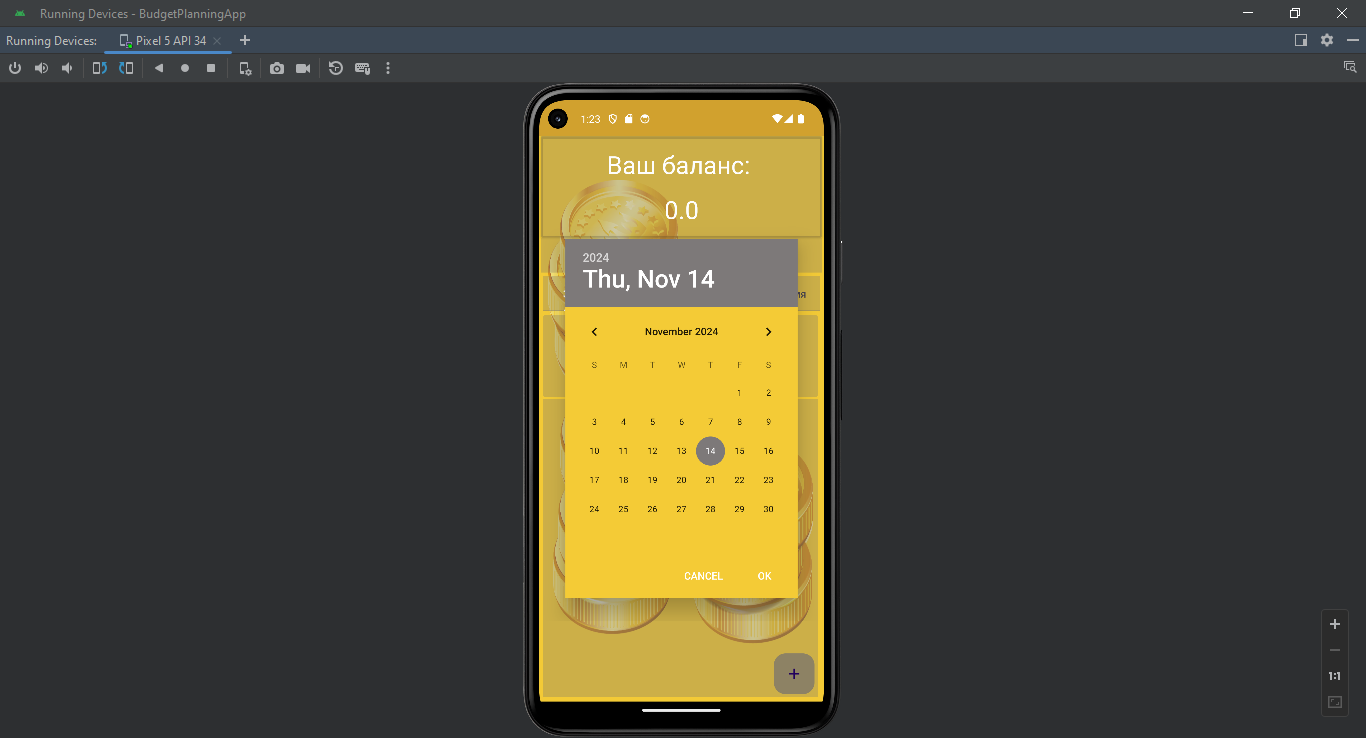 Running Devices - BudgetPlanningApp
Running Devices:
Pixel 5 API 34
1:23
Ваш баланс:
0.0
2024
Thu, Nov 14
November 2024
S M T W T F S
1 2
3 4 5 6 7 8 9
10 11 12 13 14 15 16
17 18 19 20 21 22 23
24 25 26 27 28 29 30
CANCEL OK
+
1:1